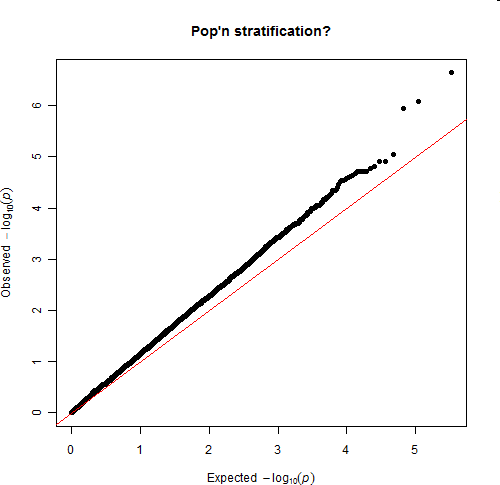 Pop'n stratification?
Observed −log10(p)
6
5
4
3
2
1
0
0 1 2 3 4 5
Expected −log10(p)